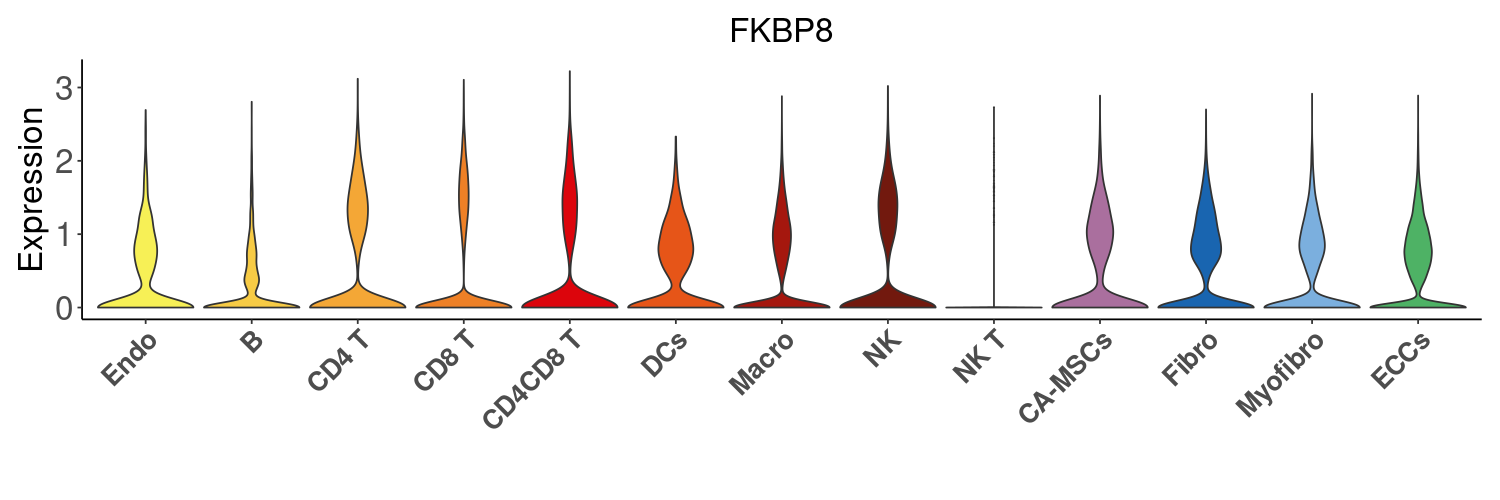 FKBP8
Expression
3
2
1
0
Endo
B
CD4 T
CD8 T
CD4CD8 T
DCs
Macro
NK
NK T
CA-MSCs
Fibro
Myofibro
ECCs